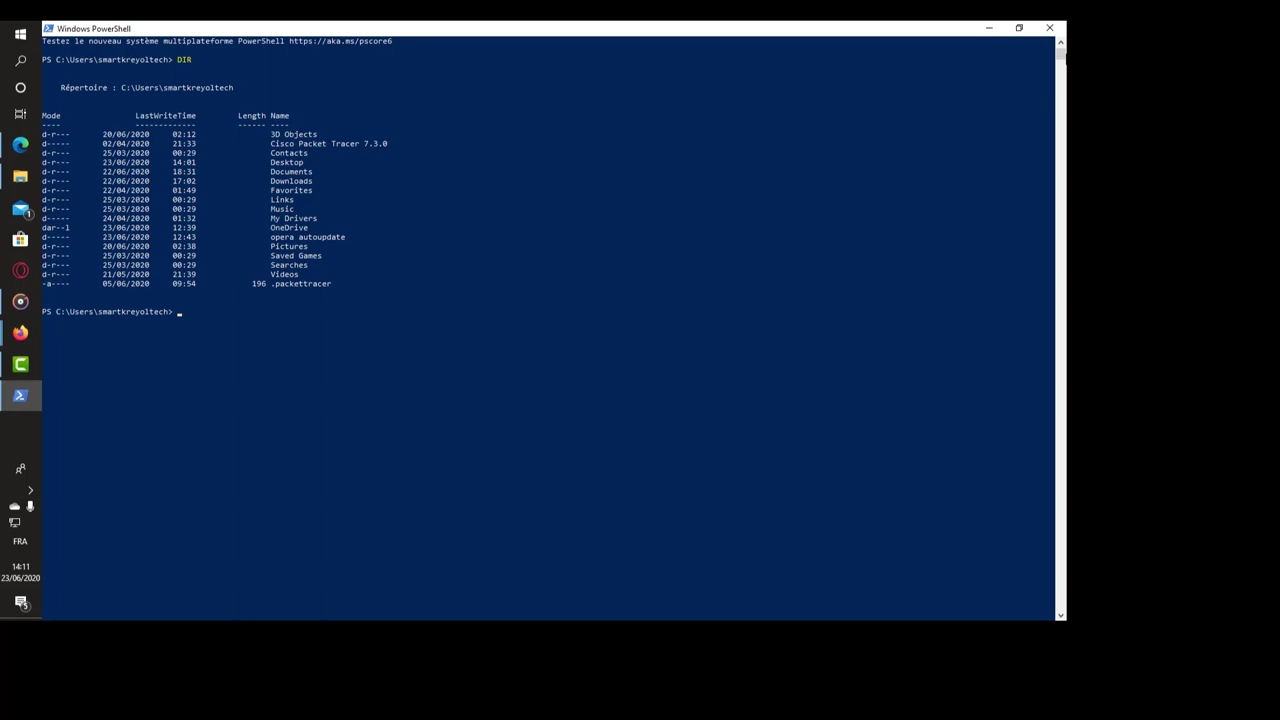 Windows PowerShell
Testez le nouveau système multiplateforme PowerShell https://aka.ms/pscore6
PS C:\Users\smartkreyoltech> DIR
Répertoire : C:\Users\smartkreyoltech
Mode LastWriteTime Length Name
---- ------------- ------ ----
d-r--- 20/06/2020 02:12 3D Objects
d----- 02/04/2020 21:33 Cisco Packet Tracer 7.3.0
d-r--- 25/03/2020 00:29 Contacts
d-r--- 23/06/2020 14:01 Desktop
d-r--- 22/06/2020 18:31 Documents
d-r--- 22/06/2020 17:02 Downloads
d-r--- 22/04/2020 01:49 Favorites
d-r--- 25/03/2020 00:29 Links
d-r--- 25/03/2020 00:29 Music
d----- 24/04/2020 01:32 My Drivers
dar--l 23/06/2020 12:39 OneDrive
d----- 23/06/2020 12:43 opera autoupdate
d-r--- 20/06/2020 02:38 Pictures
d-r--- 25/03/2020 00:29 Saved Games
d-r--- 25/03/2020 00:29 Searches
d-r--- 21/05/2020 21:39 Videos
-a---- 05/06/2020 09:54 196 .packettracer
PS C:\Users\smartkreyoltech>
1
FRA
14:11
23/06/2020
5